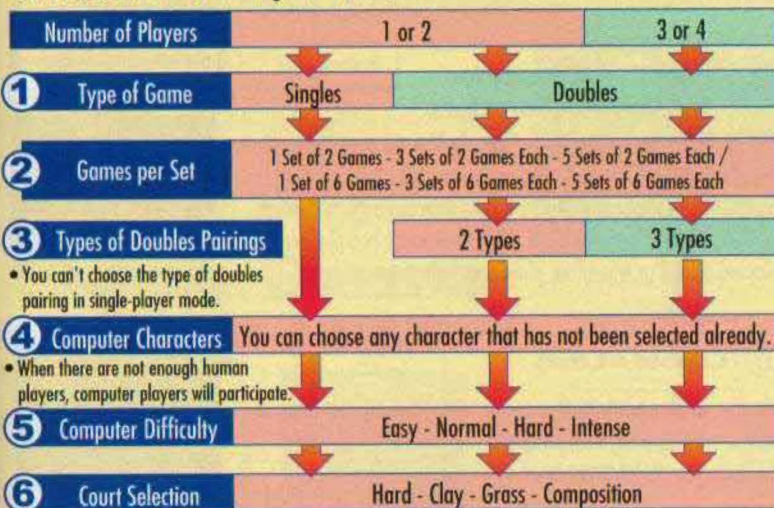 Number of Players
1 or 2
3 or 4
1 Type of Game
Singles
Doubles
2 Games per Set
1 Set of 2 Games - 3 Sets of 2 Games Each - 5 Sets of 2 Games Each /
1 Set of 6 Games - 3 Sets of 6 Games Each - 5 Sets of 6 Games Each
3 Types of Doubles Pairings
2 Types
3 Types
• You can't choose the type of doubles
pairing in single-player mode.
4 Computer Characters
You can choose any character that has not been selected already.
• When there are not enough human
players, computer players will participate.
5 Computer Difficulty
Easy - Normal - Hard - Intense
6 Court Selection
Hard - Clay - Grass - Composition